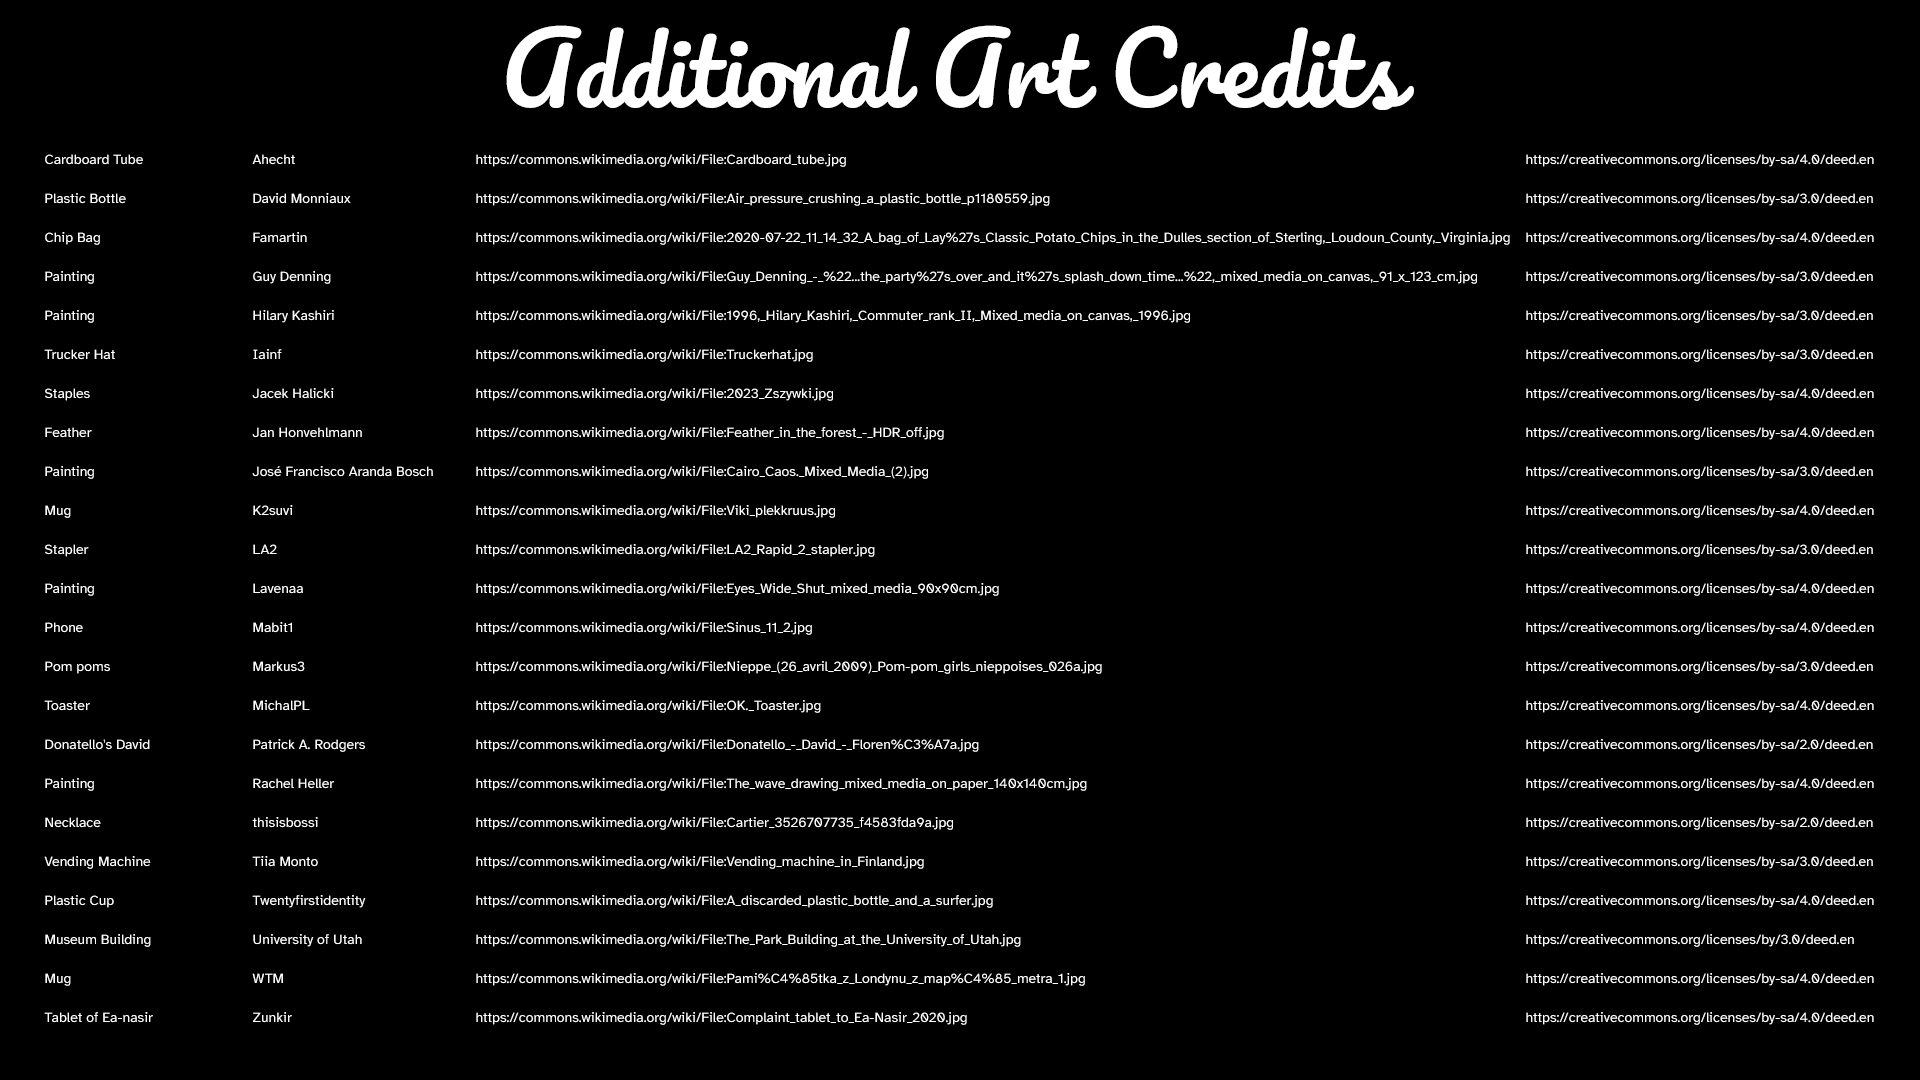 Additional Art Credits
Cardboard Tube Ahecht https://commons.wikimedia.org/wiki/File:Cardboard_tube.jpg https://creativecommons.org/licenses/by-sa/4.0/deed.en
Plastic Bottle David Monniaux https://commons.wikimedia.org/wiki/File:Air_pressure_crushing_a_plastic_bottle_p1180559.jpg https://creativecommons.org/licenses/by-sa/3.0/deed.en
Chip Bag Famartin https://commons.wikimedia.org/wiki/File:2020-07-22_11_14_32_A_bag_of_Lay%27s_Classic_Potato_Chips_in_the_Dulles_section_of_Sterling,_Loudoun_County,_Virginia.jpg https://creativecommons.org/licenses/by-sa/4.0/deed.en
Painting Guy Denning https://commons.wikimedia.org/wiki/File:Guy_Denning_-_%22...the_party%27s_over_and_it%27s_splash_down_time...%22,_mixed_media_on_canvas,_91_x_123_cm.jpg https://creativecommons.org/licenses/by-sa/3.0/deed.en
Painting Hilary Kashiri https://commons.wikimedia.org/wiki/File:1996,_Hilary_Kashiri,_Commuter_rank_II,_Mixed_media_on_canvas,_1996.jpg https://creativecommons.org/licenses/by-sa/3.0/deed.en
Trucker Hat Iainf https://commons.wikimedia.org/wiki/File:Truckerhat.jpg https://creativecommons.org/licenses/by-sa/3.0/deed.en
Staples Jacek Halicki https://commons.wikimedia.org/wiki/File:2023_Zszywki.jpg https://creativecommons.org/licenses/by-sa/4.0/deed.en
Feather Jan Honvehlmann https://commons.wikimedia.org/wiki/File:Feather_in_the_forest_-_HDR_off.jpg https://creativecommons.org/licenses/by-sa/4.0/deed.en
Painting José Francisco Aranda Bosch https://commons.wikimedia.org/wiki/File:Cairo_Caos._Mixed_Media_(2).jpg https://creativecommons.org/licenses/by-sa/3.0/deed.en
Mug K2suvi https://commons.wikimedia.org/wiki/File:Viki_plekkruus.jpg https://creativecommons.org/licenses/by-sa/4.0/deed.en
Stapler LA2 https://commons.wikimedia.org/wiki/File:LA2_Rapid_2_stapler.jpg https://creativecommons.org/licenses/by-sa/3.0/deed.en
Painting Lavenaa https://commons.wikimedia.org/wiki/File:Eyes_Wide_Shut_mixed_media_90x90cm.jpg https://creativecommons.org/licenses/by-sa/4.0/deed.en
Phone Mabit1 https://commons.wikimedia.org/wiki/File:Sinus_11_2.jpg https://creativecommons.org/licenses/by-sa/4.0/deed.en
Pom poms Markus3 https://commons.wikimedia.org/wiki/File:Nieppe_(26_avril_2009)_Pom-pom_girls_nieppoises_026a.jpg https://creativecommons.org/licenses/by-sa/3.0/deed.en
Toaster MichalPL https://commons.wikimedia.org/wiki/File:OK._Toaster.jpg https://creativecommons.org/licenses/by-sa/4.0/deed.en
Donatello's David Patrick A. Rodgers https://commons.wikimedia.org/wiki/File:Donatello_-_David_-_Floren%C3%A7a.jpg https://creativecommons.org/licenses/by-sa/2.0/deed.en
Painting Rachel Heller https://commons.wikimedia.org/wiki/File:The_wave_drawing_mixed_media_on_paper_140x140cm.jpg https://creativecommons.org/licenses/by-sa/4.0/deed.en
Necklace thisisbossi https://commons.wikimedia.org/wiki/File:Cartier_3526707735_f4583fda9a.jpg https://creativecommons.org/licenses/by-sa/2.0/deed.en
Vending Machine Tiia Monto https://commons.wikimedia.org/wiki/File:Vending_machine_in_Finland.jpg https://creativecommons.org/licenses/by-sa/3.0/deed.en
Plastic Cup Twentyfirstidentity https://commons.wikimedia.org/wiki/File:A_discarded_plastic_bottle_and_a_surfer.jpg https://creativecommons.org/licenses/by-sa/4.0/deed.en
Museum Building University of Utah https://commons.wikimedia.org/wiki/File:The_Park_Building_at_the_University_of_Utah.jpg https://creativecommons.org/licenses/by/3.0/deed.en
Mug WTM https://commons.wikimedia.org/wiki/File:Pami%C4%85tka_z_Londynu_z_map%C4%85_metra_1.jpg https://creativecommons.org/licenses/by-sa/4.0/deed.en
Tablet of Ea-nasir Zunkir https://commons.wikimedia.org/wiki/File:Complaint_tablet_to_Ea-Nasir_2020.jpg https://creativecommons.org/licenses/by-sa/4.0/deed.en